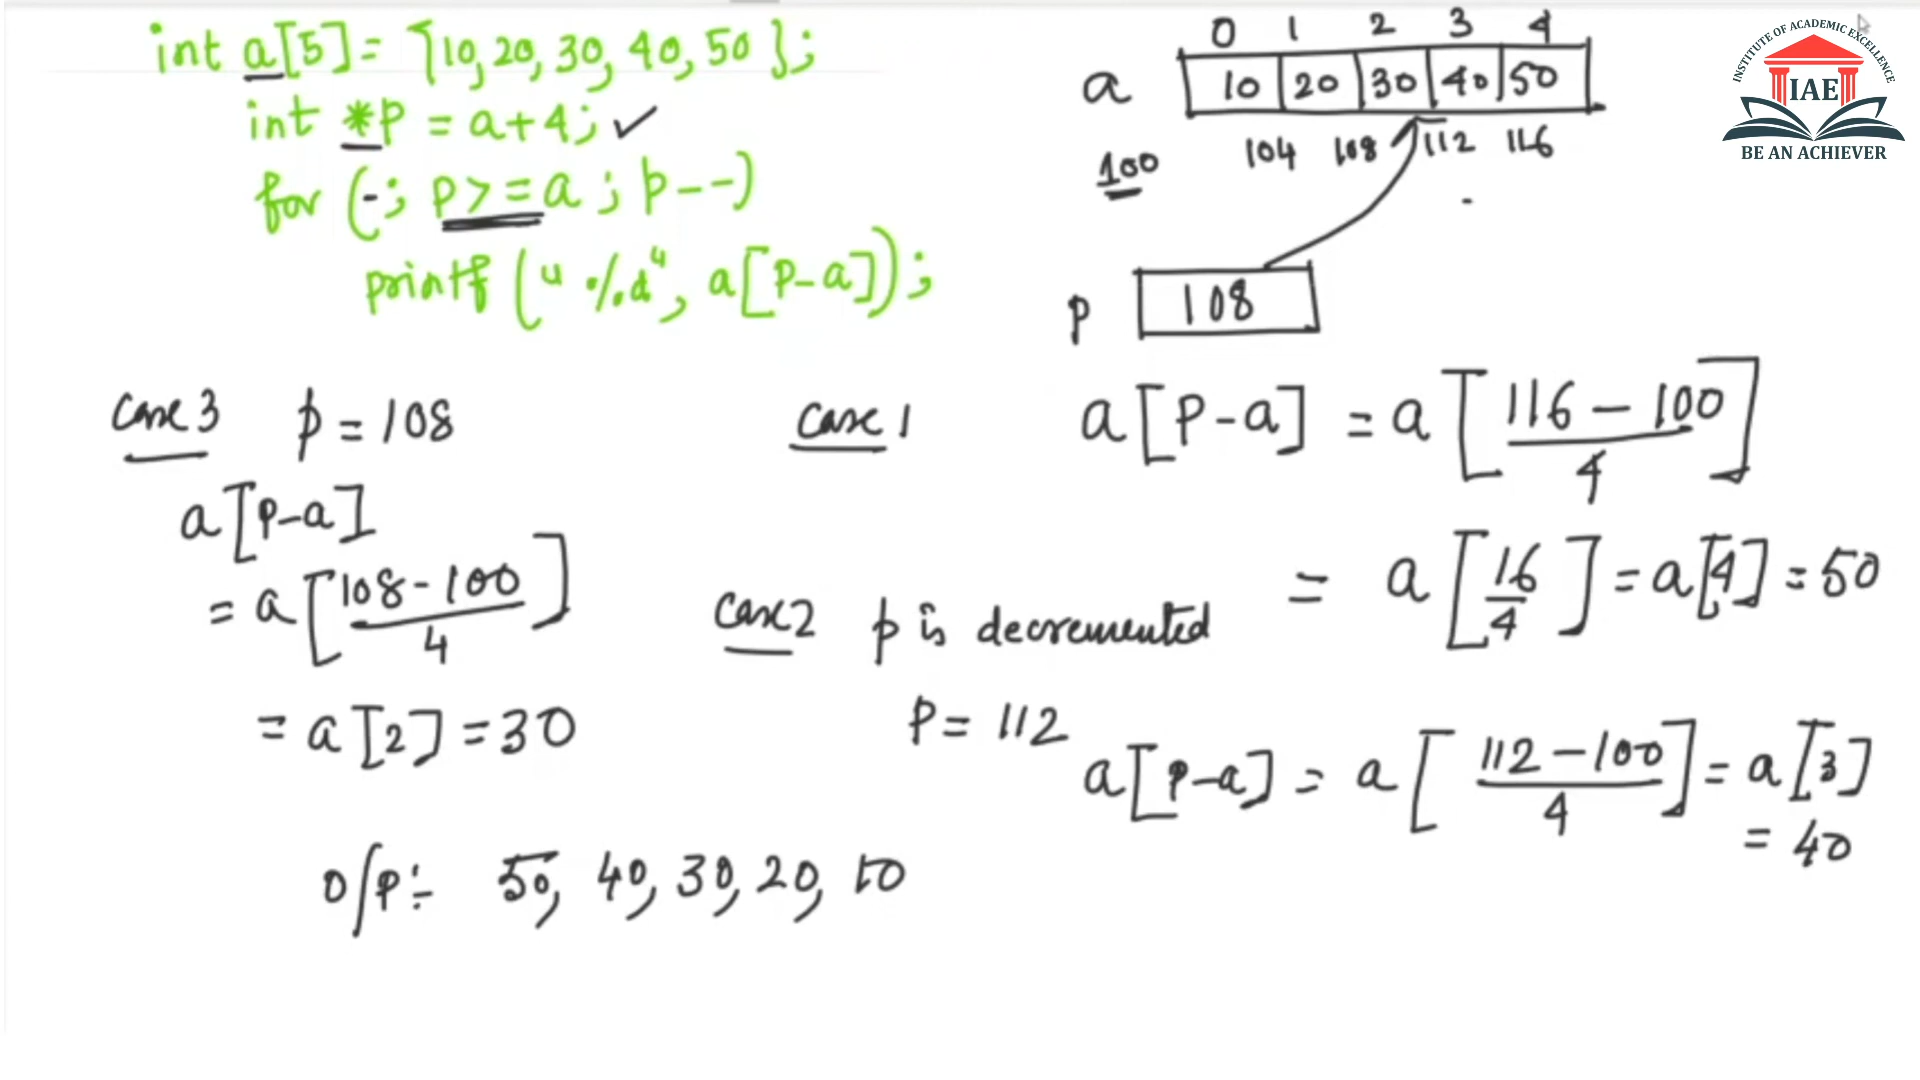 int a[5] = {10, 20, 30, 40, 50};
int *p = a+4; ✓
for (-; p>=a; p--)
printf("%d", a[p-a]);
0 1 2 3 4
a 10 20 30 40 50
100 104 108 112 116
p 108
INSTITUTE OF ACADEMIC EXCELLENCE
IAE
BE AN ACHIEVER
Case 1 a[P-a] = a[116-100/4]
= a[16/4] = a[4] = 50
Case 2 p is decremented
P = 112
a[p-a] = a[112-100/4] = a[3]
= 40
Case 3 p = 108
a[p-a]
= a[108-100/4]
= a[2] = 30
O/P:- 50, 40, 30, 20, 10